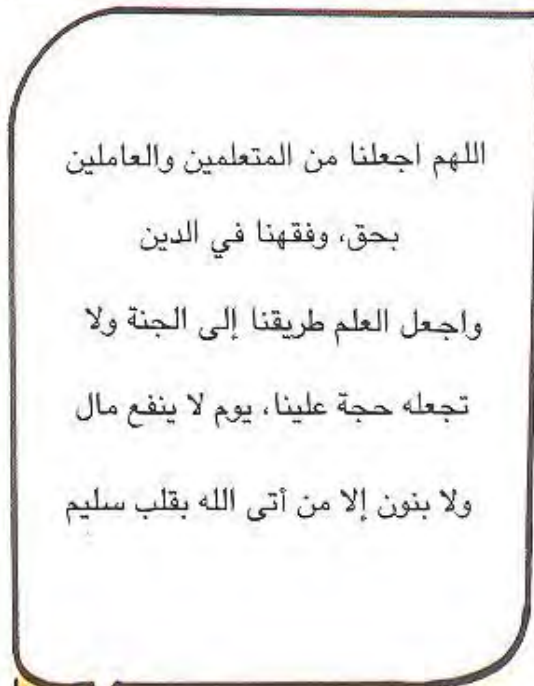 اللهم اجعلنا من المتعلمين والعاملين
بحق، وفقهنا في الدين
واجعل العلم طريقنا إلى الجنة ولا
تجعله حجة علينا، يوم لا ينفع مال
ولا بنون إلا من أتى الله بقلب سليم